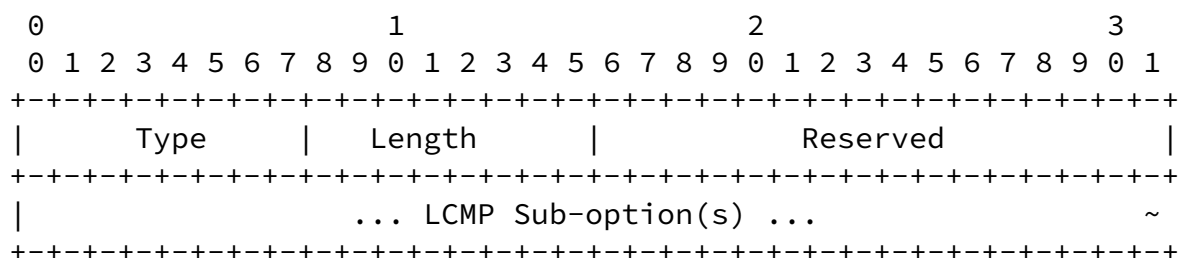 0                   1                   2                   3
 0 1 2 3 4 5 6 7 8 9 0 1 2 3 4 5 6 7 8 9 0 1 2 3 4 5 6 7 8 9 0 1
+-+-+-+-+-+-+-+-+-+-+-+-+-+-+-+-+-+-+-+-+-+-+-+-+-+-+-+-+-+-+-+-+
|      Type     |   Length      |           Reserved            |
+-+-+-+-+-+-+-+-+-+-+-+-+-+-+-+-+-+-+-+-+-+-+-+-+-+-+-+-+-+-+-+-+
|                  ... LCMP Sub-option(s) ...                  ~
+-+-+-+-+-+-+-+-+-+-+-+-+-+-+-+-+-+-+-+-+-+-+-+-+-+-+-+-+-+-+-+-+